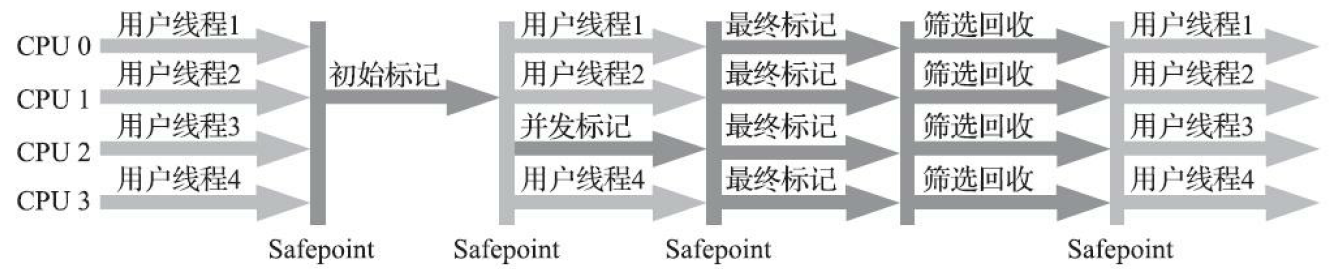 用户线程1 用户线程1 最终标记 筛选回收 用户线程1
CPU 0
用户线程2 初始标记 用户线程2 最终标记 筛选回收 用户线程2
CPU 1
用户线程3 并发标记 最终标记 筛选回收 用户线程3
CPU 2
用户线程4 用户线程4 最终标记 筛选回收 用户线程4
CPU 3
Safepoint Safepoint Safepoint Safepoint